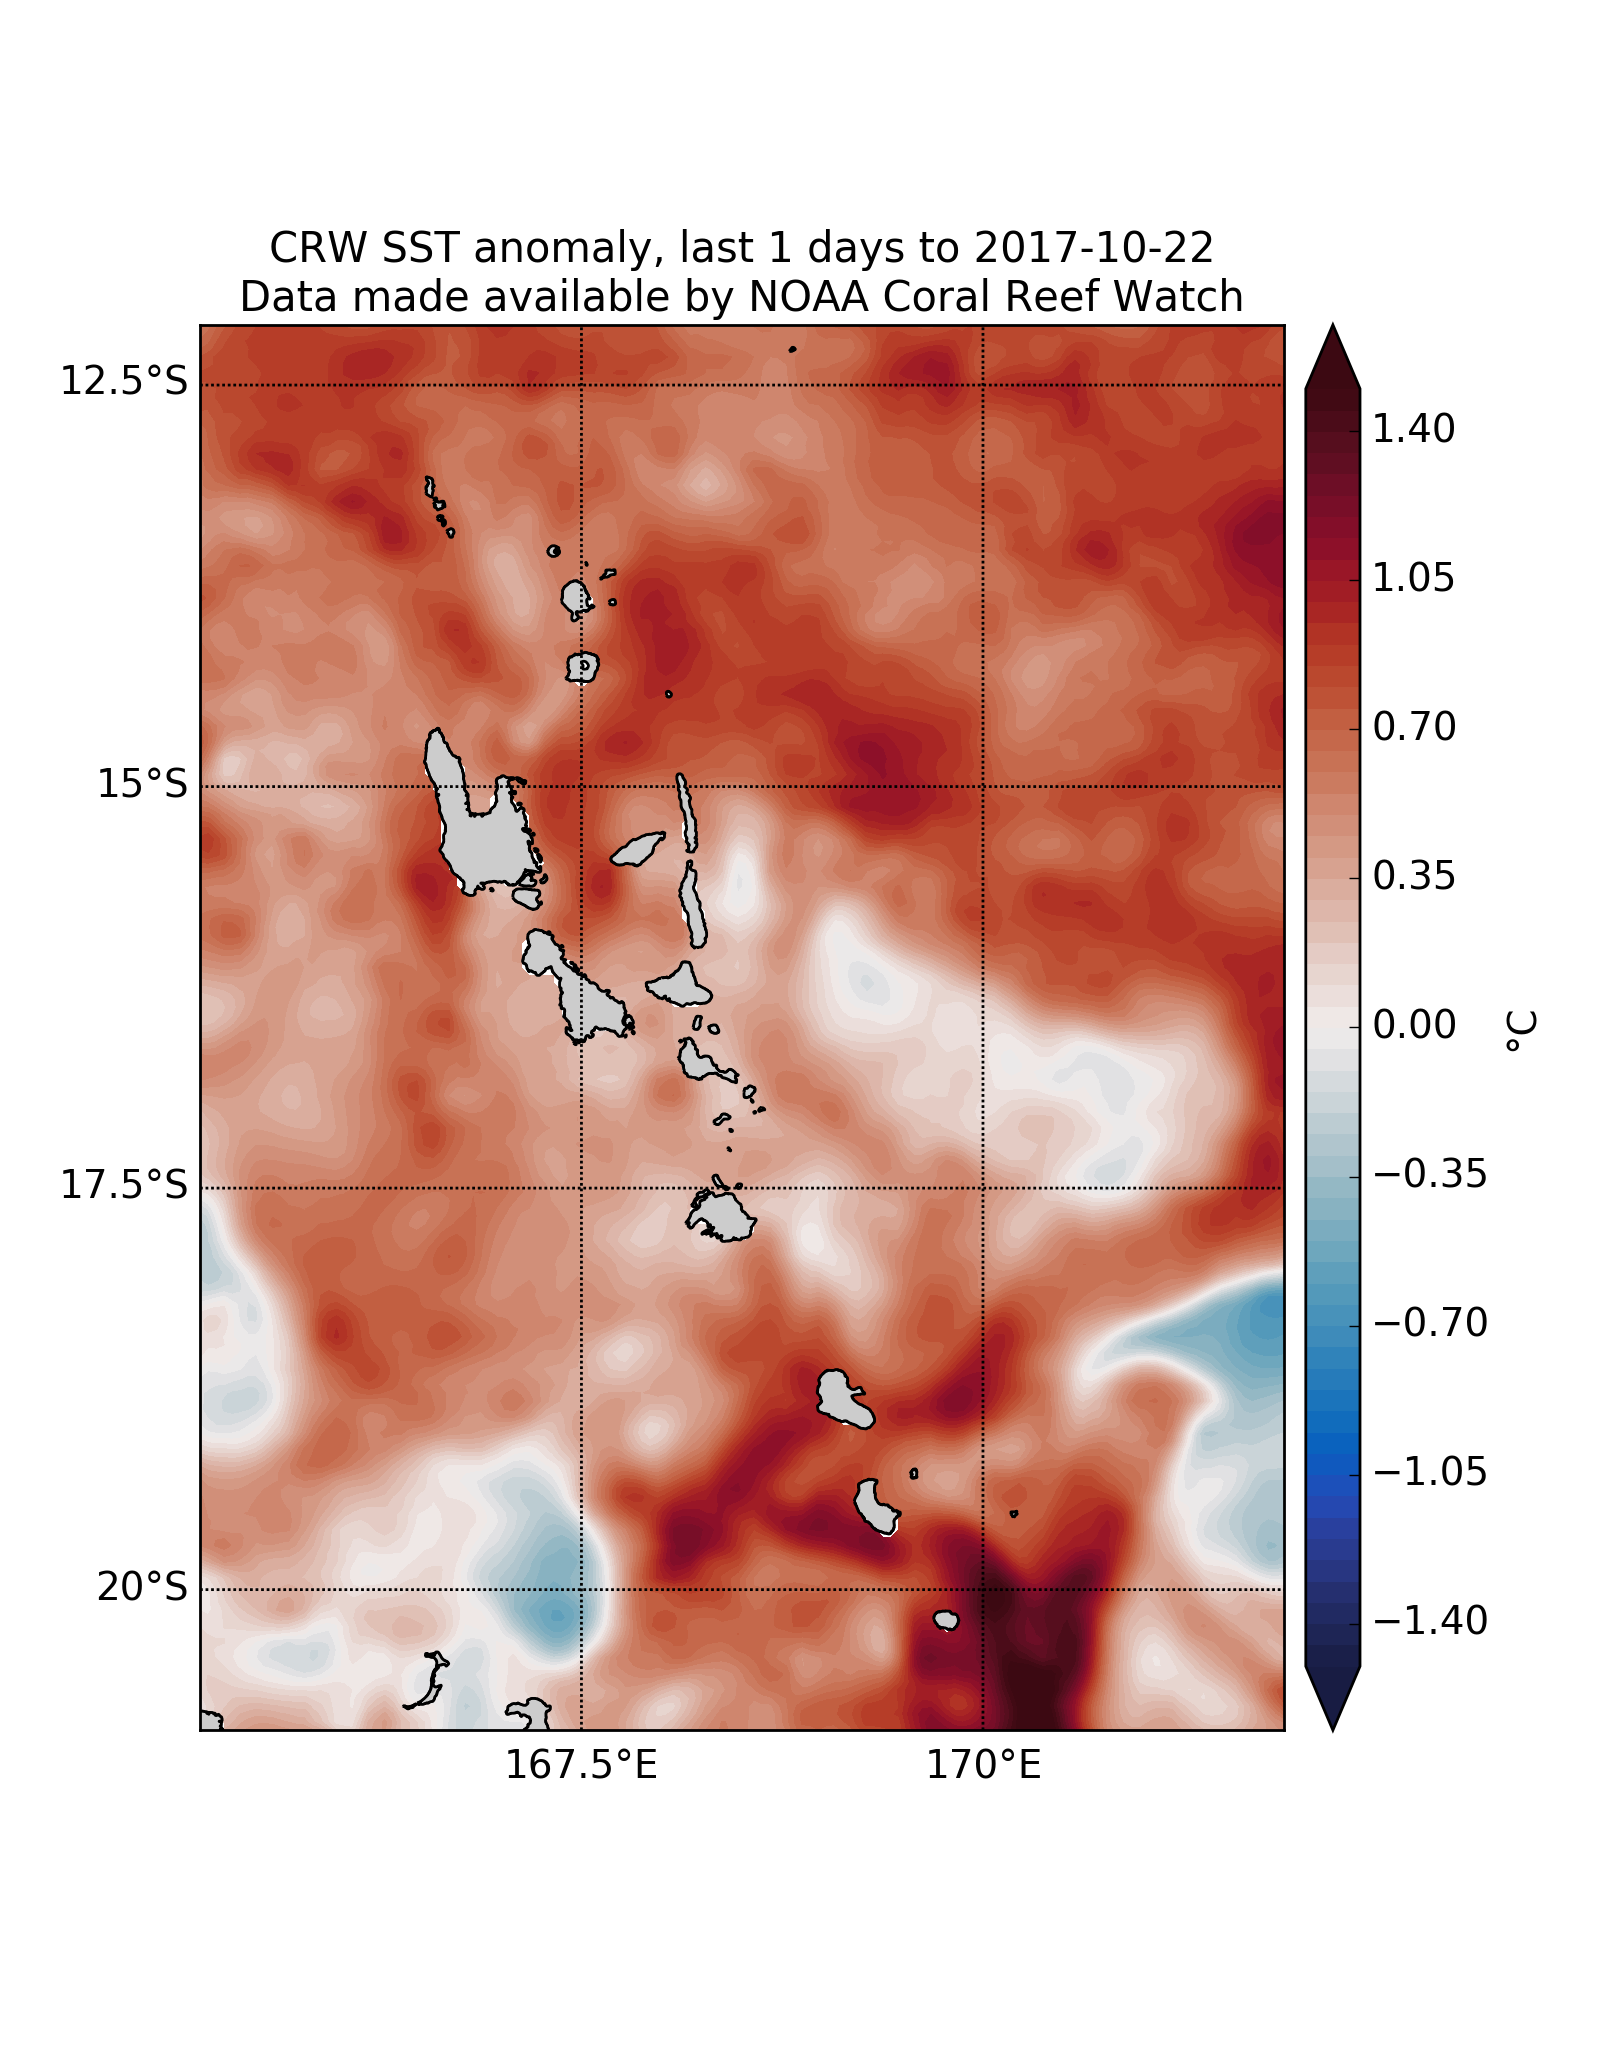 CRW SST anomaly, last 1 days to 2017-10-22
Data made available by NOAA Coral Reef Watch
12.5°S
15°S
17.5°S
20°S
167.5°E
170°E
1.40
1.05
0.70
0.35
0.00
−0.35
−0.70
−1.05
−1.40
°C